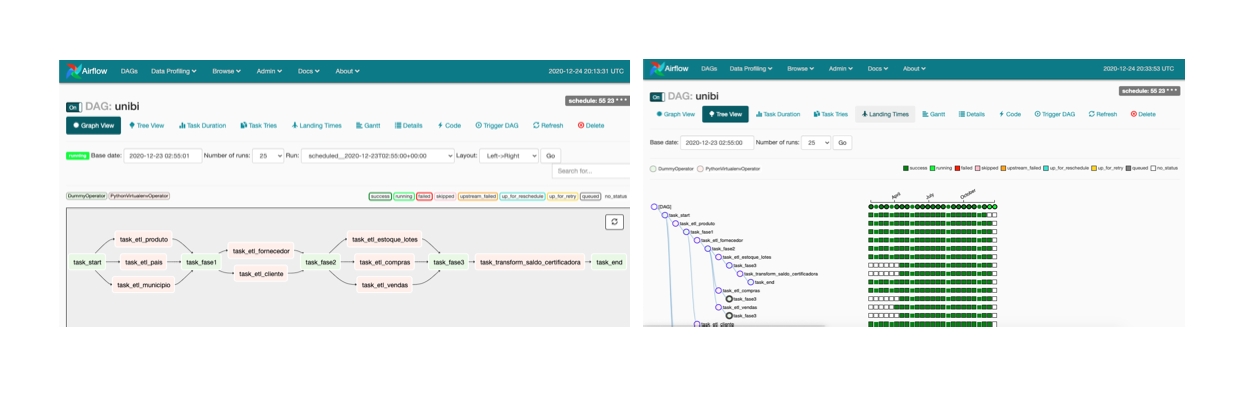 Airflow DAGs Data Profiling Browse Admin Docs About 2020-12-24 20:13:31 UTC
schedule: 55 23 * * *
On DAG: unibi
Graph View Tree View Task Duration Task Tries Landing Times Gantt Details Code Trigger DAG Refresh Delete
running Base date: 2020-12-23 02:55:01 Number of runs: 25 Run: scheduled__2020-12-23T02:55:00+00:00 Layout: Left->Right Go
Search for...
DummyOperator PythonVirtualenvOperator success running failed skipped upstream_failed up_for_reschedule up_for_retry queued no_status
task_etl_produto task_etl_estoque_lotes
task_etl_fornecedor
task_start task_etl_pais task_fase1 task_fase2 task_etl_compras task_fase3 task_transform_saldo_certificadora task_end
task_etl_cliente
task_etl_municipio task_etl_vendas
Airflow DAGs Data Profiling Browse Admin Docs About 2020-12-24 20:33:53 UTC
schedule: 55 23 * * *
On DAG: unibi
Graph View Tree View Task Duration Task Tries Landing Times Gantt Details Code Trigger DAG Refresh Delete
Base date: 2020-12-23 02:55:00 Number of runs: 25 Go
DummyOperator PythonVirtualenvOperator success running failed skipped upstream_failed up_for_reschedule up_for_retry queued no_status
April July October
[DAG]
task_start
task_etl_produto
task_fase1
task_etl_fornecedor
task_fase2
task_etl_estoque_lotes
task_fase3
task_transform_saldo_certificadora
task_end
task_etl_compras
task_fase3
task_etl_vendas
task_fase3
task_etl_cliente